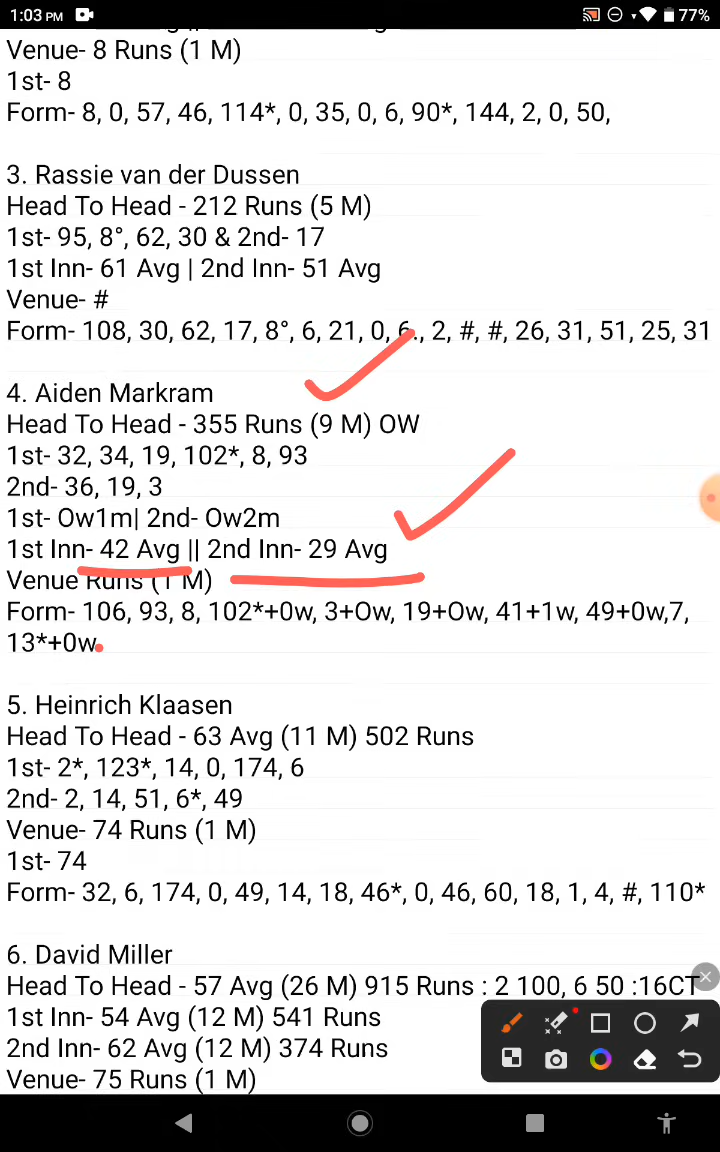 1:03 PM 77%
Venue- 8 Runs (1 M)
1st- 8
Form- 8, 0, 57, 46, 114*, 0, 35, 0, 6, 90*, 144, 2, 0, 50,
3. Rassie van der Dussen
Head To Head - 212 Runs (5 M)
1st- 95, 8°, 62, 30 & 2nd- 17
1st Inn- 61 Avg | 2nd Inn- 51 Avg
Venue- #
Form- 108, 30, 62, 17, 8°, 6, 21, 0, 6., 2, #, #, 26, 31, 51, 25, 31
4. Aiden Markram
Head To Head - 355 Runs (9 M) OW
1st- 32, 34, 19, 102*, 8, 93
2nd- 36, 19, 3
1st- Ow1m| 2nd- Ow2m
1st Inn- 42 Avg || 2nd Inn- 29 Avg
Venue Runs (1 M)
Form- 106, 93, 8, 102*+0w, 3+Ow, 19+Ow, 41+1w, 49+0w,7,
13*+0w
5. Heinrich Klaasen
Head To Head - 63 Avg (11 M) 502 Runs
1st- 2*, 123*, 14, 0, 174, 6
2nd- 2, 14, 51, 6*, 49
Venue- 74 Runs (1 M)
1st- 74
Form- 32, 6, 174, 0, 49, 14, 18, 46*, 0, 46, 60, 18, 1, 4, #, 110*
6. David Miller
Head To Head - 57 Avg (26 M) 915 Runs : 2 100, 6 50 :16CT
1st Inn- 54 Avg (12 M) 541 Runs
2nd Inn- 62 Avg (12 M) 374 Runs
Venue- 75 Runs (1 M)